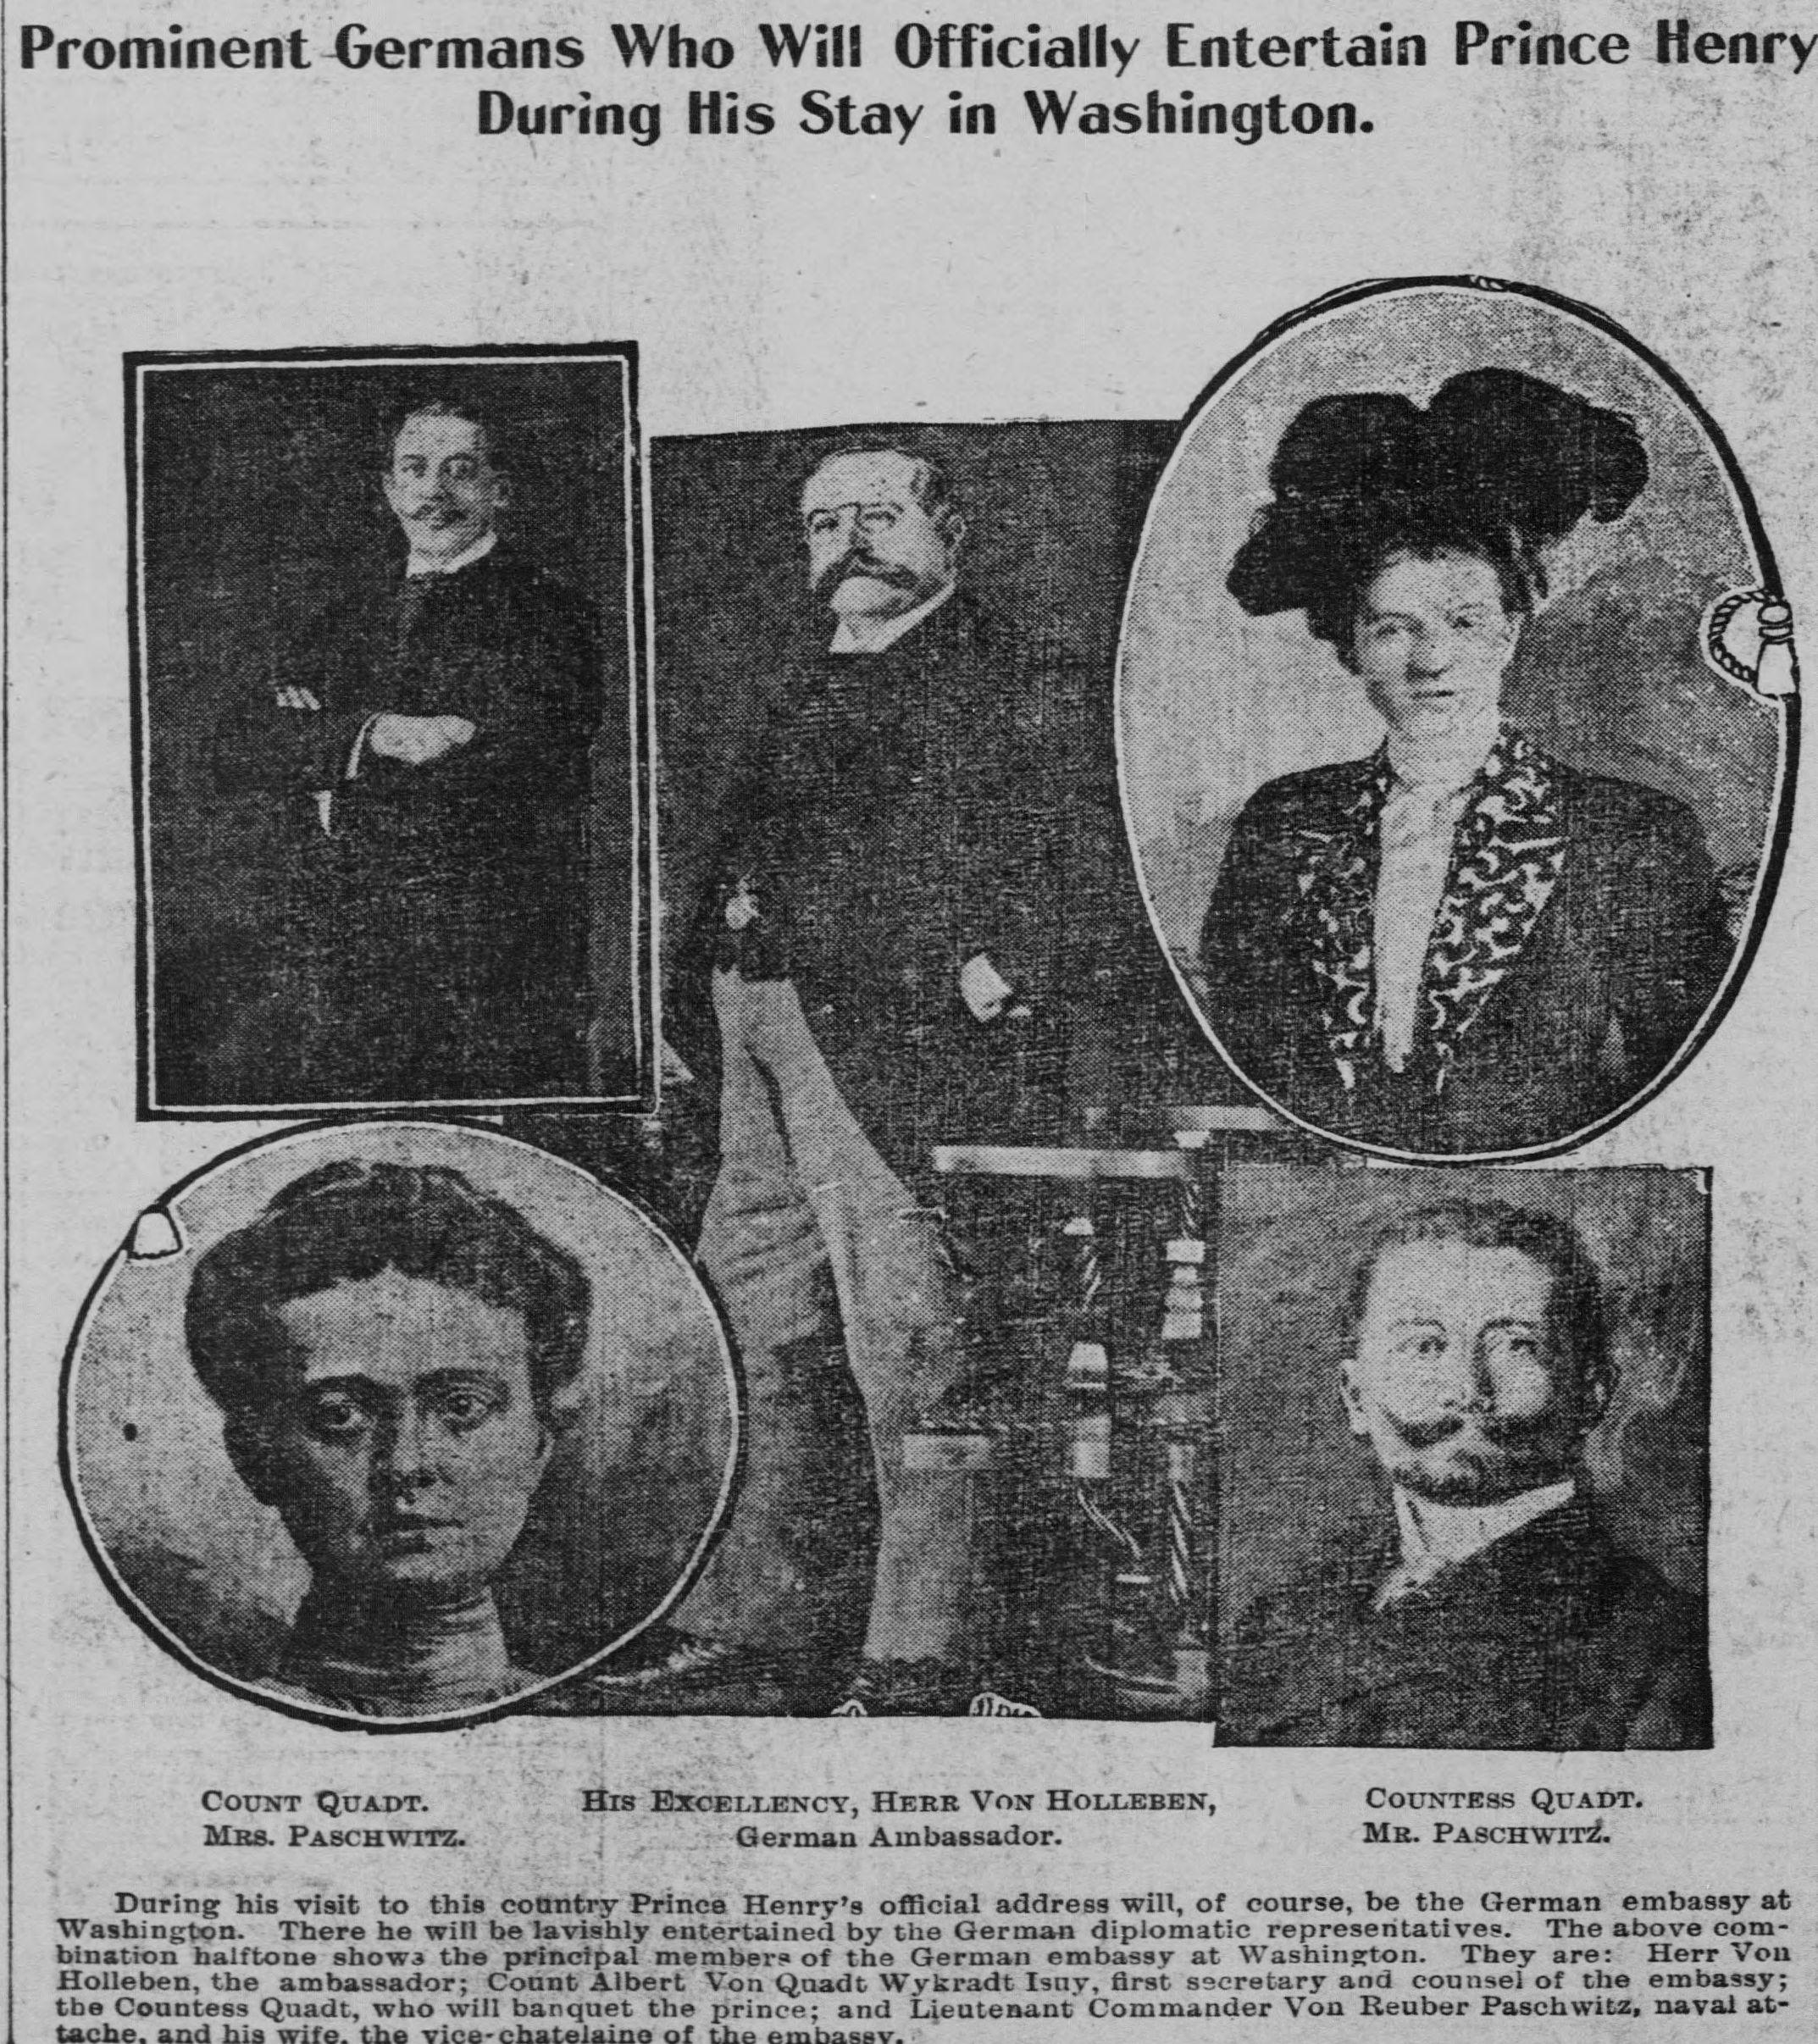 Prominent Germans Who Will Officially Entertain Prince Henry
During His Stay in Washington.
COUNT QUADT.
MRS. PASCHWITZ.
HIS EXCELLENCY, HERR VON HOLLEBEN,
German Ambassador.
COUNTESS QUADT.
MR. PASCHWITZ.
During his visit to this country Prince Henry's official address will, of course, be the German embassy at
Washington. There he will be lavishly entertained by the German diplomatic representatives. The above com-
bination halftone shows the principal members of the German embassy at Washington. They are: Herr Von
Holleben, the ambassador; Count Albert Von Quadt Wykradt Isny, first secretary and counsel of the embassy;
the Countess Quadt, who will banquet the prince; and Lieutenant Commander Von Reuber Paschwitz, naval at-
tache, and his wife, the vice-chatelaine of the embassy.